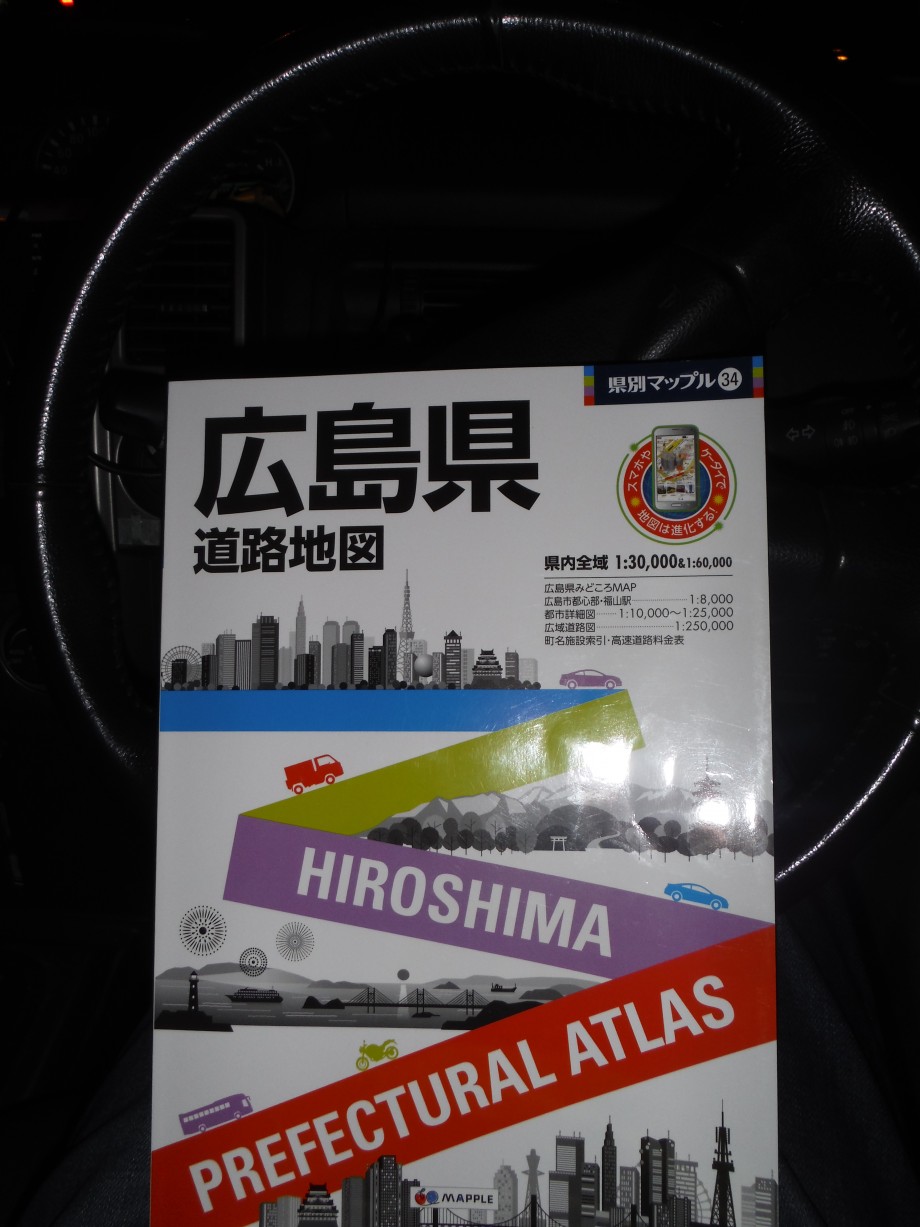 県別マップル34
広島県
道路地図
スマホや
ケータイで
地図は進化する!
県内全域 1:30,000&1:60,000
広島県みどころMAP
広島市都心部・福山駅 1:8,000
都市詳細図 1:10,000~1:25,000
広域道路図 1:250,000
町名施設索引・高速道路料金表
HIROSHIMA
PREFECTURAL ATLAS
MAPPLE